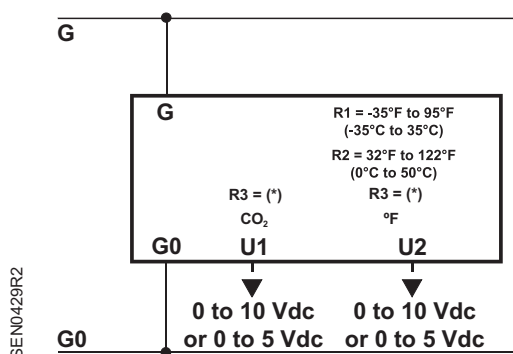 G
G
R1 = -35°F to 95°F
(-35°C to 35°C)
R2 = 32°F to 122°F
(0°C to 50°C)
R3 = (*)
R3 = (*)
CO₂
ºF
G0
U1
U2
0 to 10 Vdc
or 0 to 5 Vdc
0 to 10 Vdc
or 0 to 5 Vdc
G0
SEN0429R2